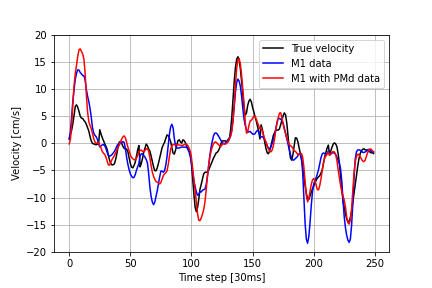 True velocity
M1 data
M1 with PMd data
20
15
10
5
0
−5
−10
−15
−20
Velocity [cm/s]
0 50 100 150 200 250
Time step [30ms]